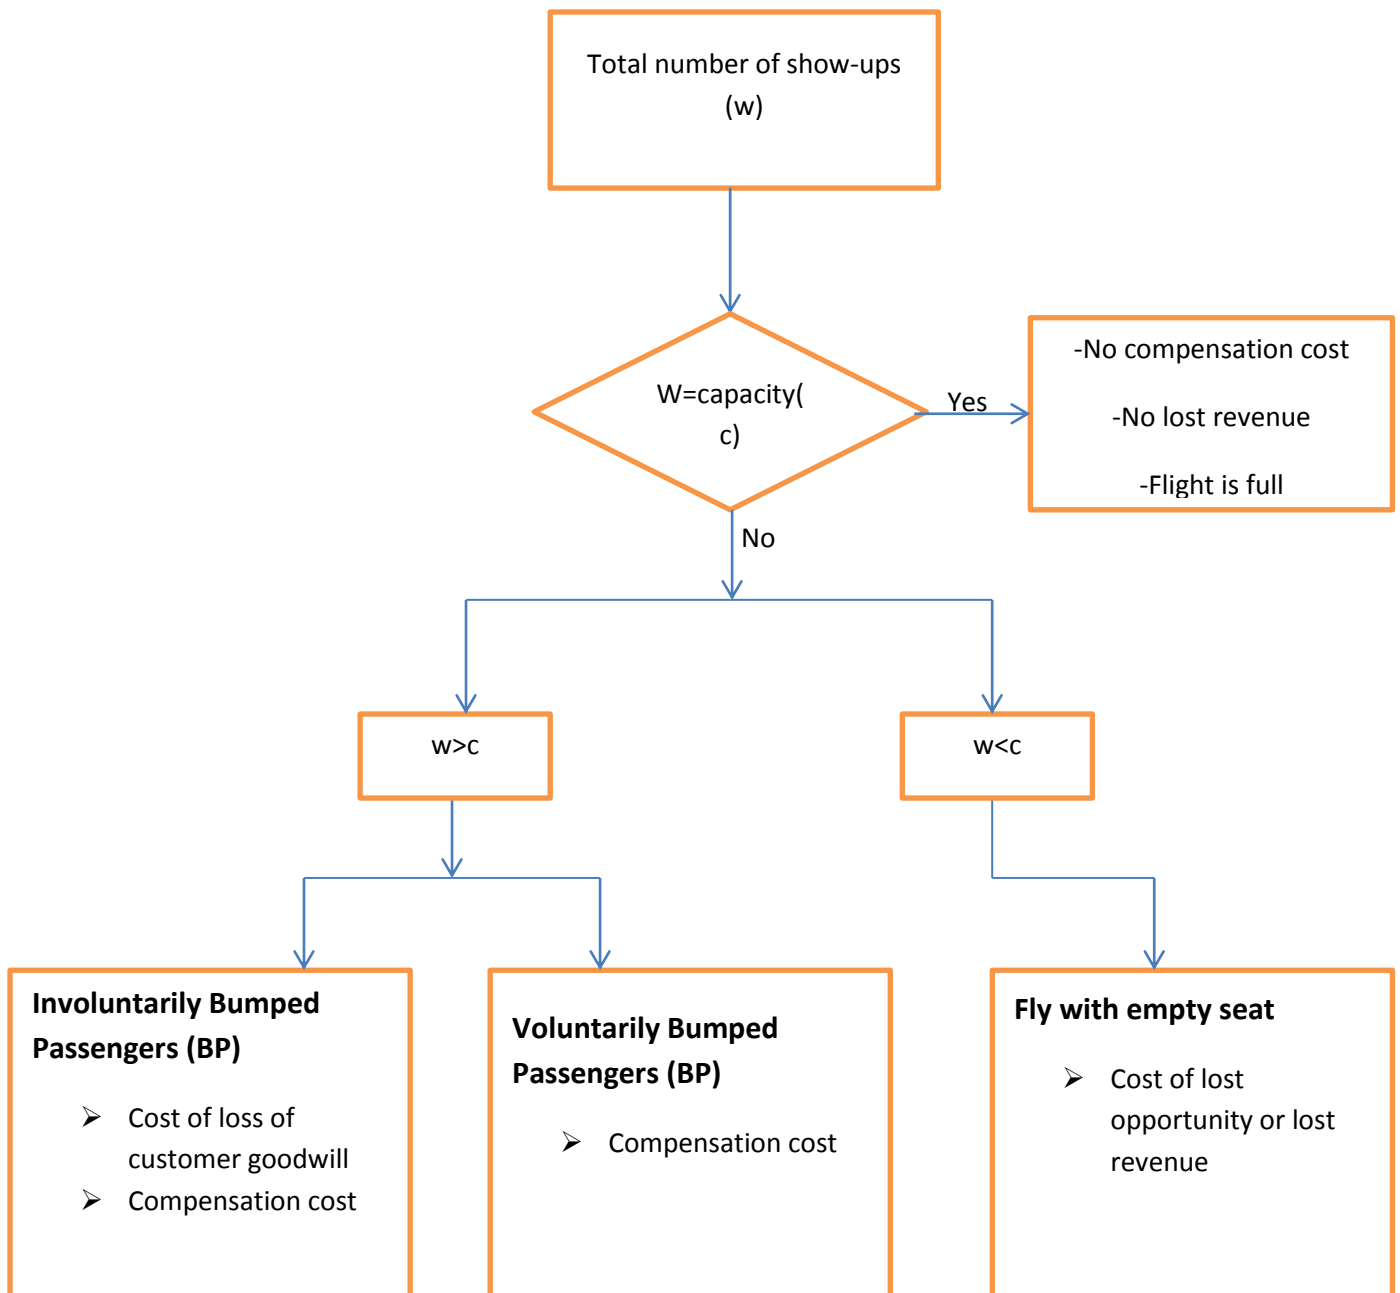 Total number of show-ups
(w)
W=capacity(
c)
Yes
-No compensation cost
-No lost revenue
-Flight is full
No
w>c
w<c
Involuntarily Bumped
Passengers (BP)
➢ Cost of loss of
customer goodwill
➢ Compensation cost
Voluntarily Bumped
Passengers (BP)
➢ Compensation cost
Fly with empty seat
➢ Cost of lost
opportunity or lost
revenue